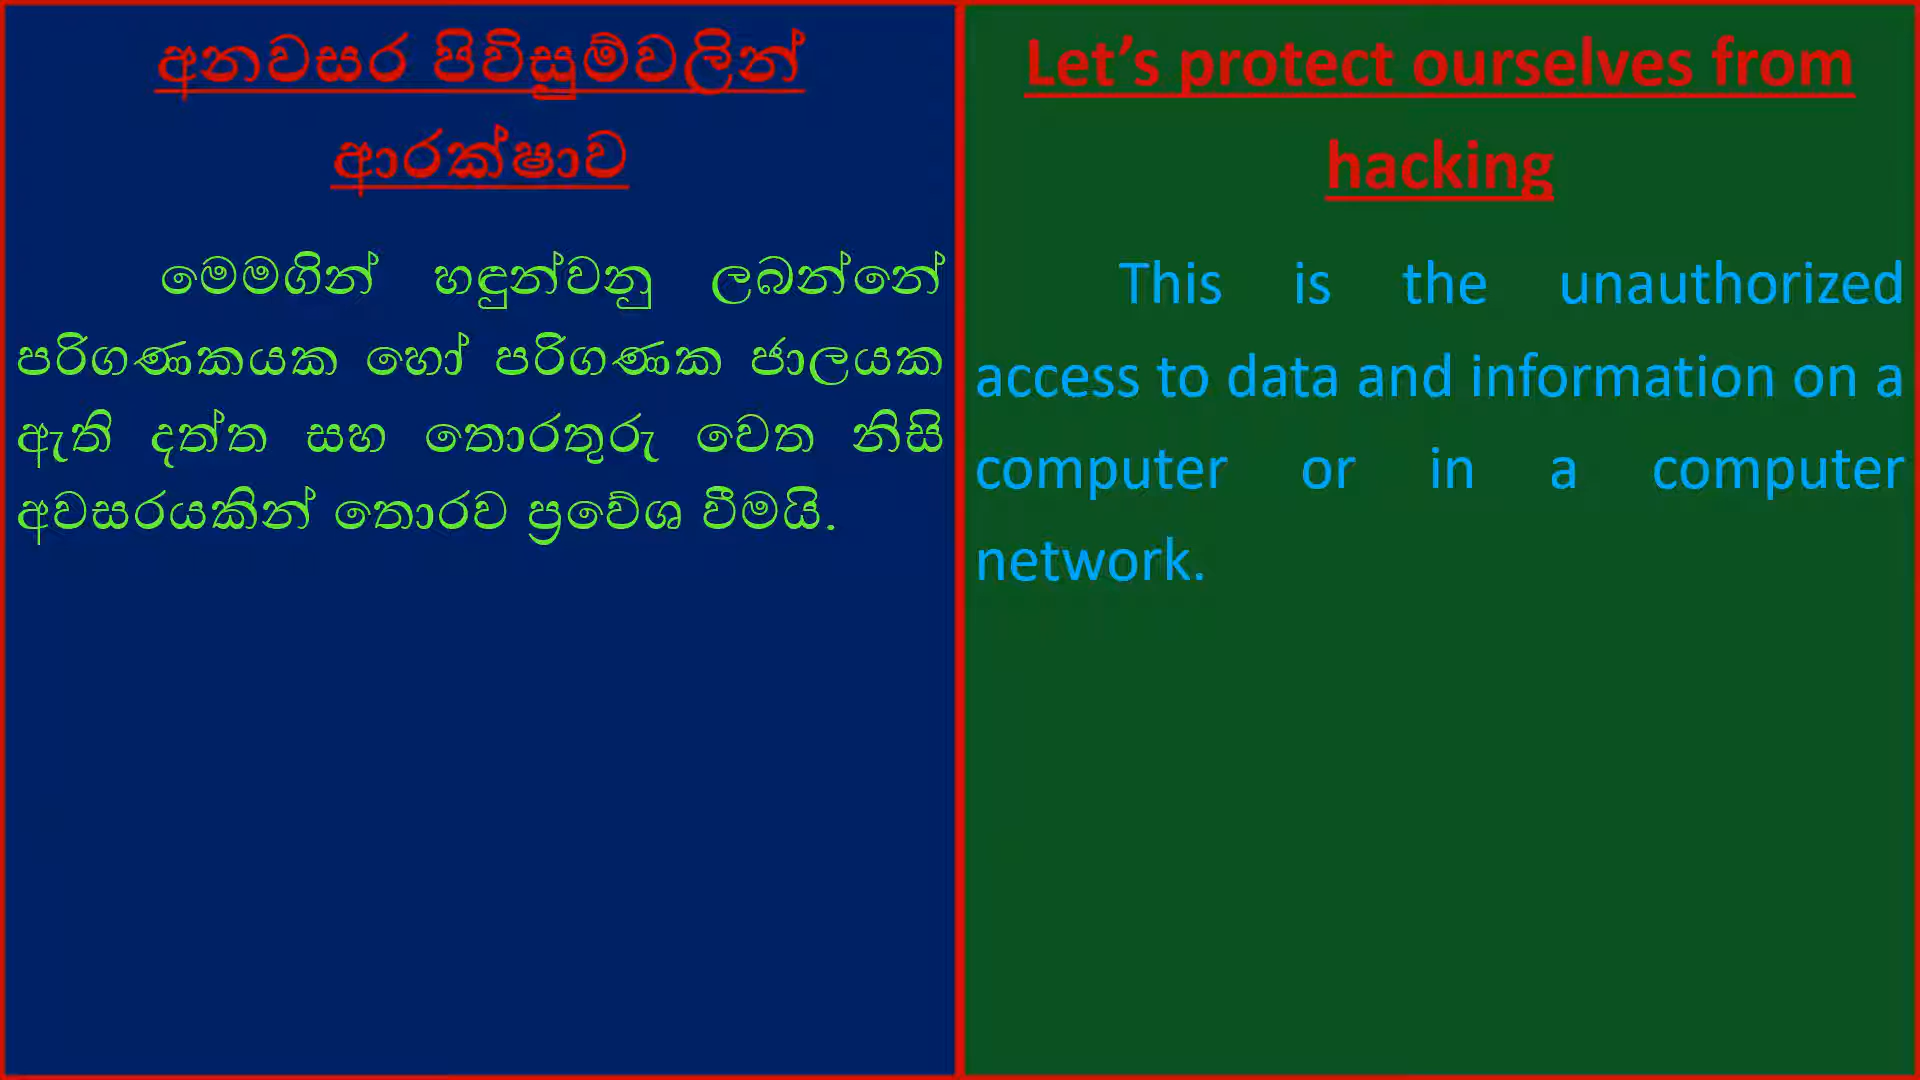 අනවසර පිවිසුම්වලින්
ආරක්ෂාව
මෙමගින් හඳුන්වනු ලබන්නේ
පරිගණකයක හෝ පරිගණක ජාලයක
ඇති දත්ත සහ තොරතුරු වෙත නිසි
අවසරයකින් තොරව ප්‍රවේශ වීමයි.
Let’s protect ourselves from
hacking
This is the unauthorized
access to data and information on a
computer or in a computer
network.